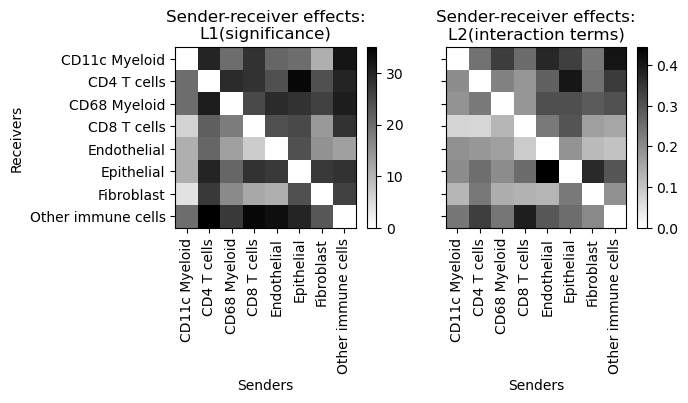 Sender-receiver effects:
L1(significance)
Sender-receiver effects:
L2(interaction terms)
Receivers
CD11c Myeloid
CD4 T cells
CD68 Myeloid
CD8 T cells
Endothelial
Epithelial
Fibroblast
Other immune cells
30
20
10
0
0.4
0.3
0.2
0.1
0.0
CD11c Myeloid
CD4 T cells
CD68 Myeloid
CD8 T cells
Endothelial
Epithelial
Fibroblast
Other immune cells
CD11c Myeloid
CD4 T cells
CD68 Myeloid
CD8 T cells
Endothelial
Epithelial
Fibroblast
Other immune cells
Senders
Senders